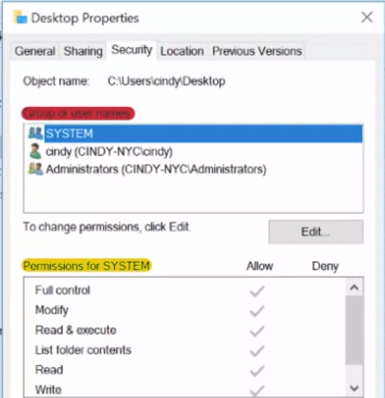 Desktop Properties
General Sharing Security Location Previous Versions
Object name: C:\Users\cindy\Desktop
Group or user names:
SYSTEM
cindy (CINDY-NYC\cindy)
Administrators (CINDY-NYC\Administrators)
To change permissions, click Edit.
Edit...
Permissions for SYSTEM Allow Deny
Full control
Modify
Read & execute
List folder contents
Read
Write